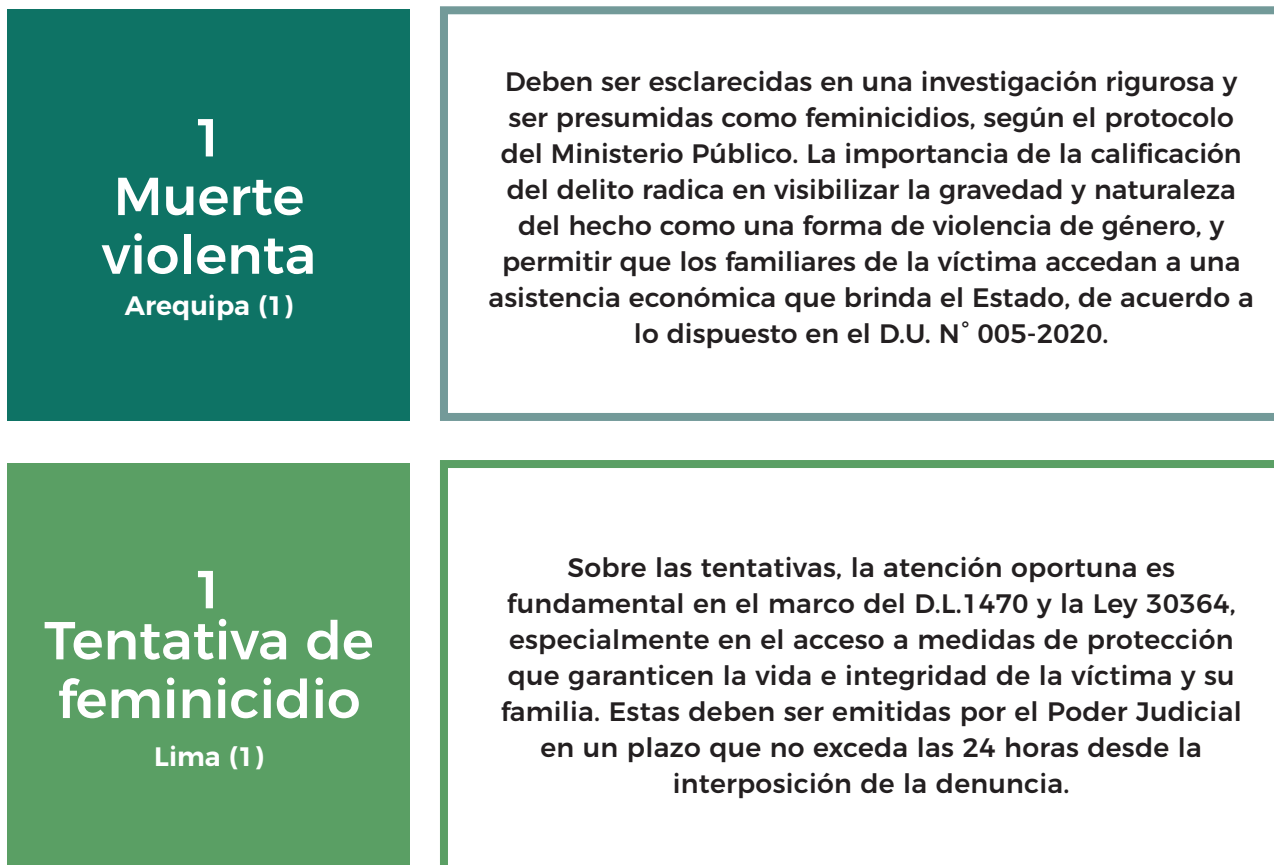 1
Muerte
violenta
Arequipa (1)
Deben ser esclarecidas en una investigación rigurosa y
ser presumidas como feminicidios, según el protocolo
del Ministerio Público. La importancia de la calificación
del delito radica en visibilizar la gravedad y naturaleza
del hecho como una forma de violencia de género, y
permitir que los familiares de la víctima accedan a una
asistencia económica que brinda el Estado, de acuerdo a
lo dispuesto en el D.U. N° 005-2020.
1
Tentativa de
feminicidio
Lima (1)
Sobre las tentativas, la atención oportuna es
fundamental en el marco del D.L.1470 y la Ley 30364,
especialmente en el acceso a medidas de protección
que garanticen la vida e integridad de la víctima y su
familia. Estas deben ser emitidas por el Poder Judicial
en un plazo que no exceda las 24 horas desde la
interposición de la denuncia.